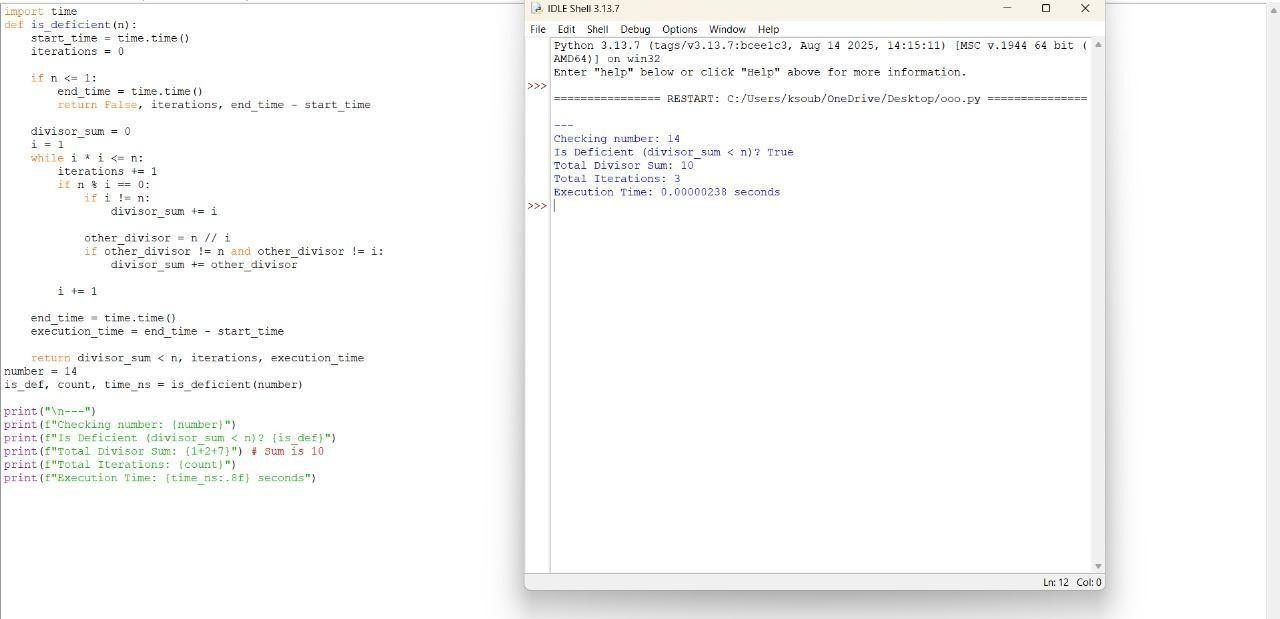 import time
def is_deficient(n):
    start_time = time.time()
    iterations = 0

    if n <= 1:
        end_time = time.time()
        return False, iterations, end_time - start_time

    divisor_sum = 0
    i = 1
    while i * i <= n:
        iterations += 1
        if n % i == 0:
            if i != n:
                divisor_sum += i

            other_divisor = n // i
            if other_divisor != n and other_divisor != i:
                divisor_sum += other_divisor

        i += 1

    end_time = time.time()
    execution_time = end_time - start_time

    return divisor_sum < n, iterations, execution_time
number = 14
is_def, count, time_ns = is_deficient(number)

print("\n---")
print(f"Checking number: {number}")
print(f"Is Deficient (divisor_sum < n)? {is_def}")
print(f"Total Divisor Sum: {1+2+7}") # Sum is 10
print(f"Total Iterations: {count}")
print(f"Execution Time: {time_ns:.8f} seconds")
IDLE Shell 3.13.7
File Edit Shell Debug Options Window Help
Python 3.13.7 (tags/v3.13.7:bcee1c3, Aug 14 2025, 14:15:11) [MSC v.1944 64 bit (
AMD64)] on win32
Enter "help" below or click "Help" above for more information.
>>>
================ RESTART: C:/Users/ksoub/OneDrive/Desktop/ooo.py ===============
---
Checking number: 14
Is Deficient (divisor_sum < n)? True
Total Divisor Sum: 10
Total Iterations: 3
Execution Time: 0.00000238 seconds
>>>
Ln: 12 Col: 0